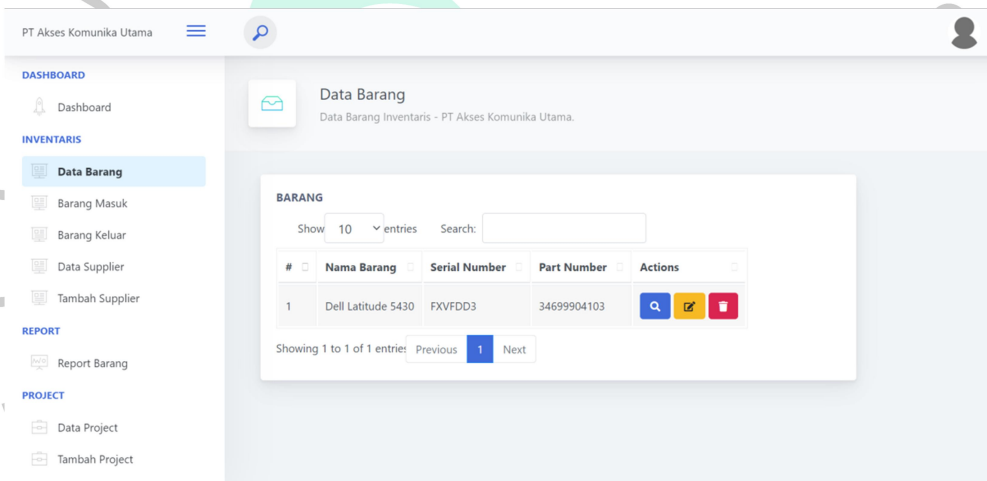 PT Akses Komunika Utama
DASHBOARD
Dashboard
INVENTARIS
Data Barang
Barang Masuk
Barang Keluar
Data Supplier
Tambah Supplier
REPORT
Report Barang
PROJECT
Data Project
Tambah Project
Data Barang
Data Barang Inventaris - PT Akses Komunika Utama.
BARANG
Show 10 entries Search:
# Nama Barang Serial Number Part Number Actions
1 Dell Latitude 5430 FXVFDD3 34699904103
Showing 1 to 1 of 1 entries Previous 1 Next